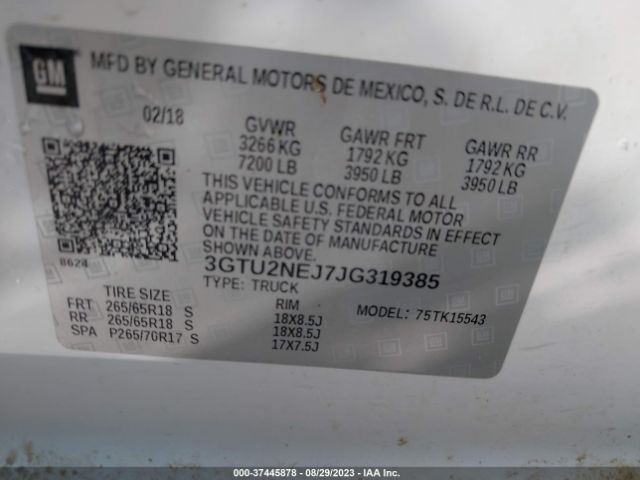 GM
MFD BY GENERAL MOTORS DE MEXICO, S. DE R.L. DE C.V.
02/18
GVWR
3266 KG
7200 LB
GAWR FRT
1792 KG
3950 LB
GAWR RR
1792 KG
3950 LB
THIS VEHICLE CONFORMS TO ALL
APPLICABLE U.S. FEDERAL MOTOR
VEHICLE SAFETY STANDARDS IN EFFECT
ON THE DATE OF MANUFACTURE
SHOWN ABOVE.
8624
3GTU2NEJ7JG319385
TYPE: TRUCK
TIRE SIZE
RIM
MODEL: 75TK15543
FRT 265/65R18 S 18X8.5J
RR 265/65R18 S 18X8.5J
SPA P265/70R17 S 17X7.5J
000-37445878 - 08/29/2023 - IAAI.COM